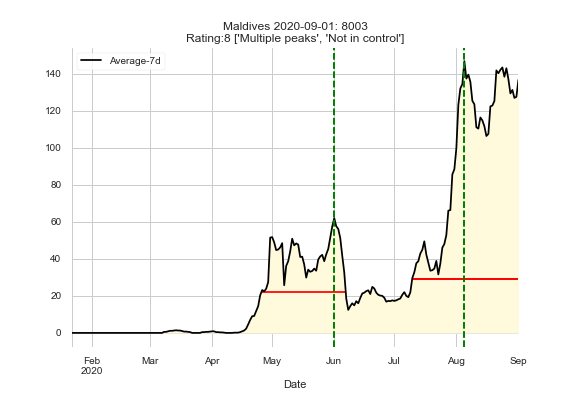 Maldives 2020-09-01: 8003
Rating:8 ['Multiple peaks', 'Not in control']
Average-7d
140
120
100
80
60
40
20
0
Feb Mar Apr May Jun Jul Aug Sep
2020
Date